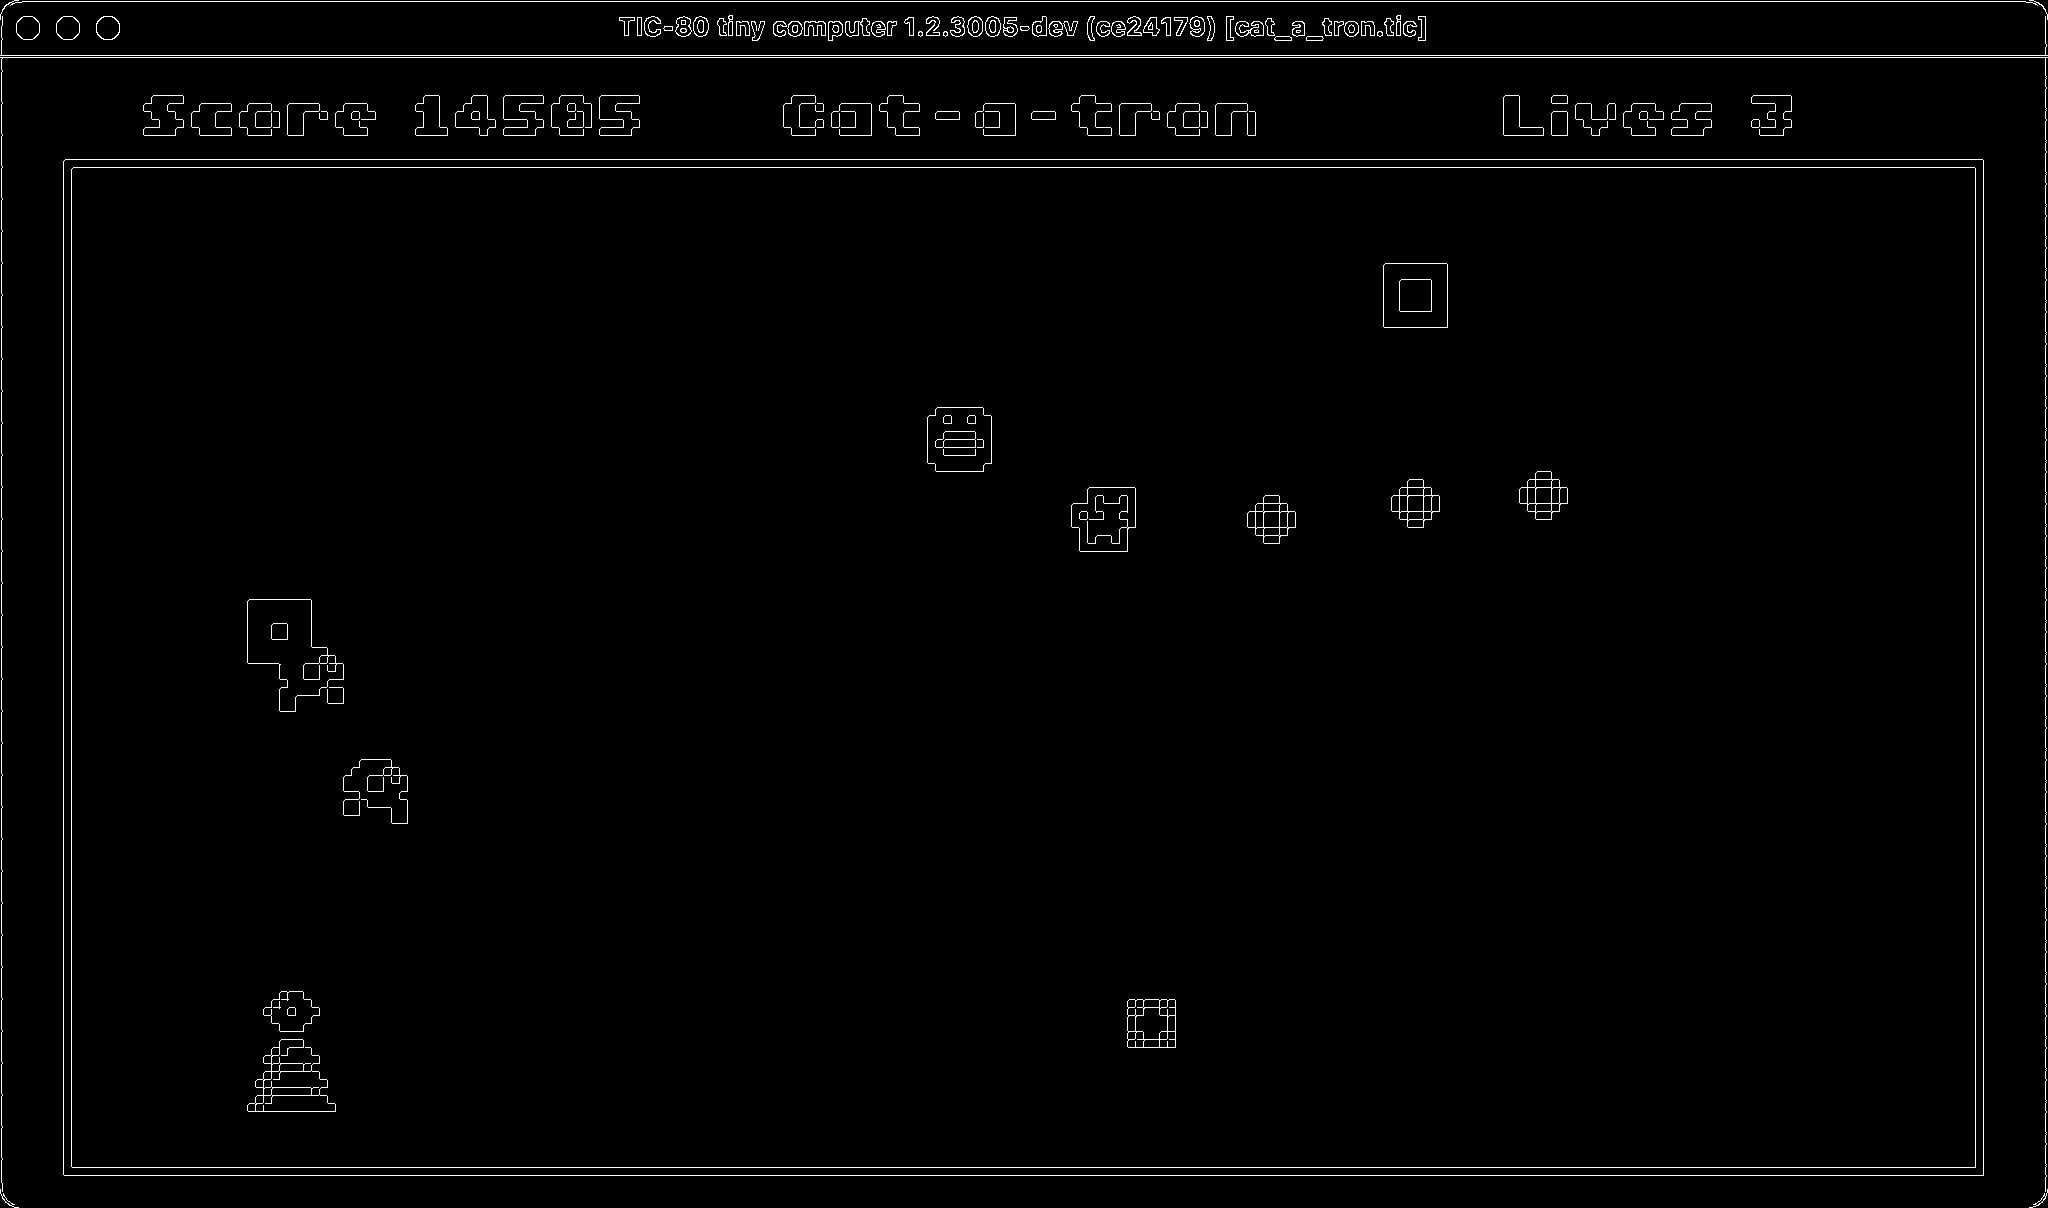 TIC-80 tiny computer 1.2.3005-dev (ce24179) [cat_a_tron.tic]
Score 14505 Cat-a-tron Lives 3